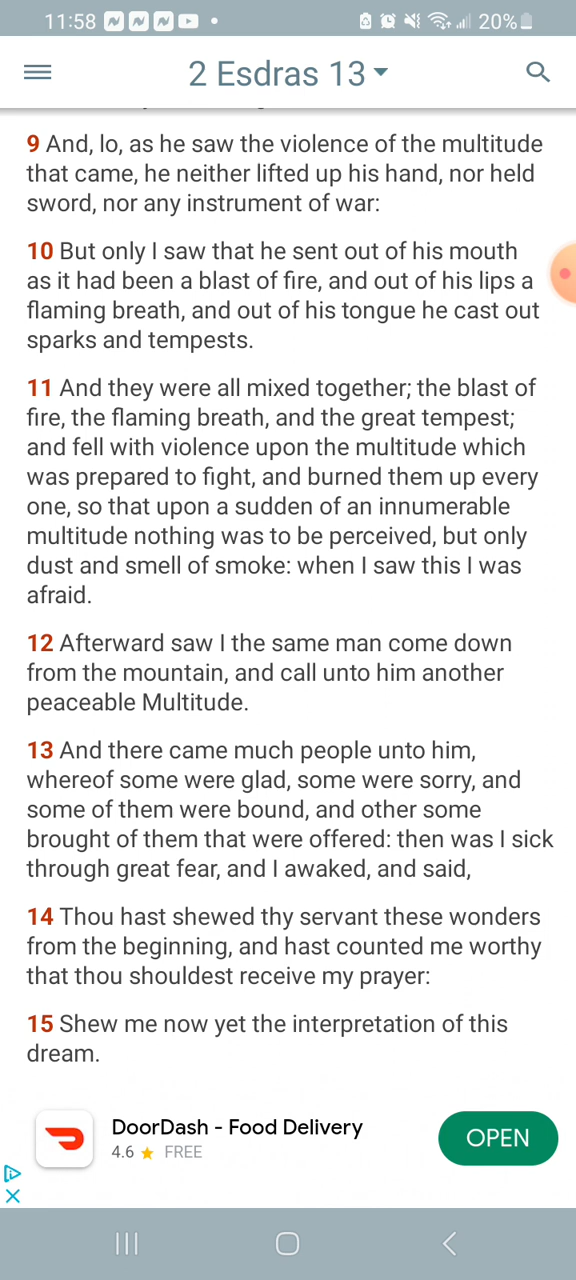 11:58
20%
2 Esdras 13
9 And, lo, as he saw the violence of the multitude
that came, he neither lifted up his hand, nor held
sword, nor any instrument of war:
10 But only I saw that he sent out of his mouth
as it had been a blast of fire, and out of his lips a
flaming breath, and out of his tongue he cast out
sparks and tempests.
11 And they were all mixed together; the blast of
fire, the flaming breath, and the great tempest;
and fell with violence upon the multitude which
was prepared to fight, and burned them up every
one, so that upon a sudden of an innumerable
multitude nothing was to be perceived, but only
dust and smell of smoke: when I saw this I was
afraid.
12 Afterward saw I the same man come down
from the mountain, and call unto him another
peaceable Multitude.
13 And there came much people unto him,
whereof some were glad, some were sorry, and
some of them were bound, and other some
brought of them that were offered: then was I sick
through great fear, and I awaked, and said,
14 Thou hast shewed thy servant these wonders
from the beginning, and hast counted me worthy
that thou shouldest receive my prayer:
15 Shew me now yet the interpretation of this
dream.
DoorDash - Food Delivery
4.6 ★ FREE
OPEN